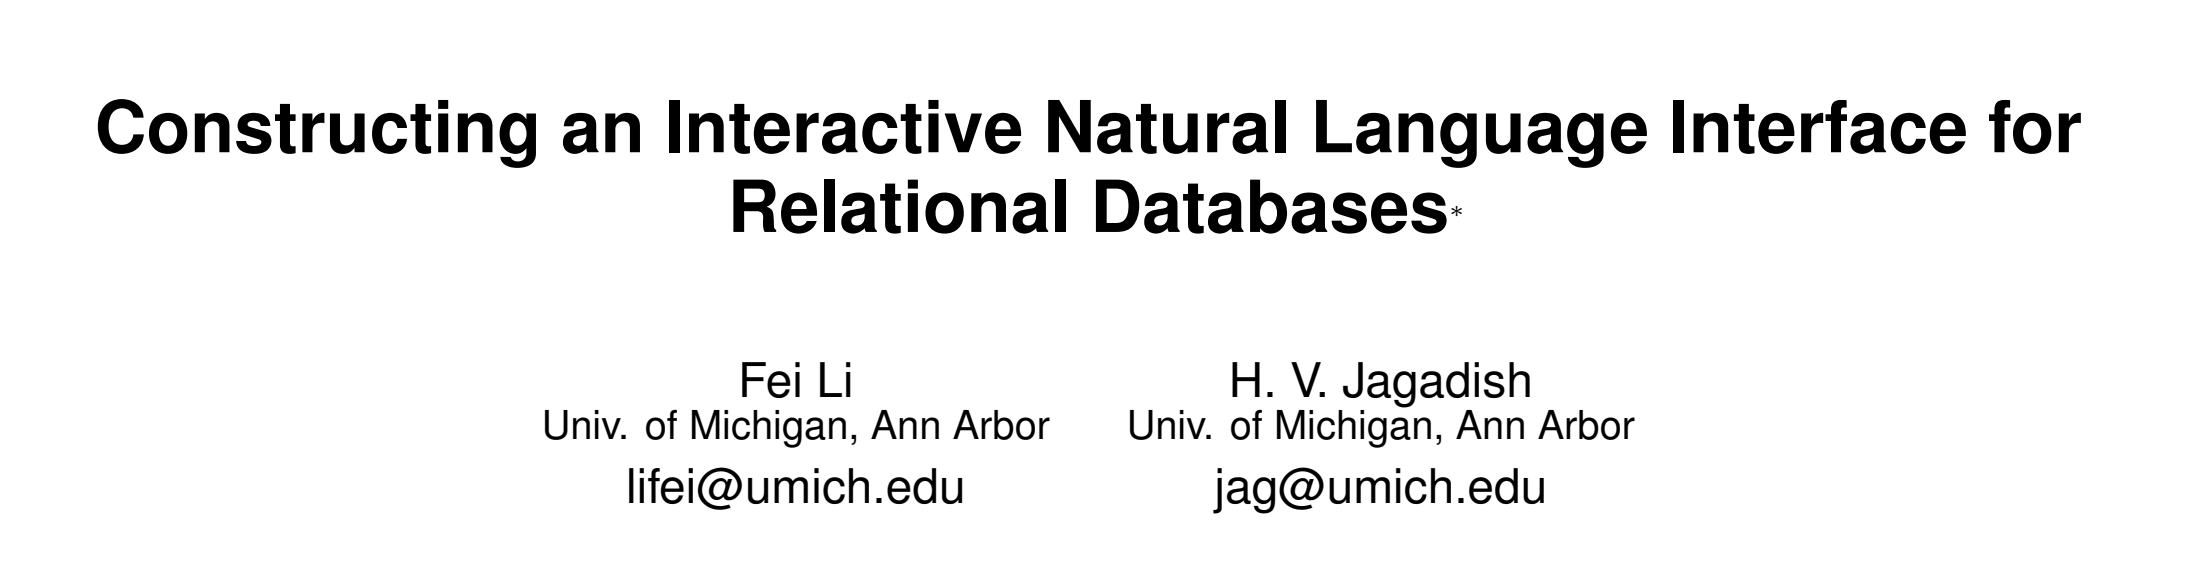 Constructing an Interactive Natural Language Interface for
Relational Databases*
Fei Li
Univ. of Michigan, Ann Arbor
lifei@umich.edu
H. V. Jagadish
Univ. of Michigan, Ann Arbor
jag@umich.edu